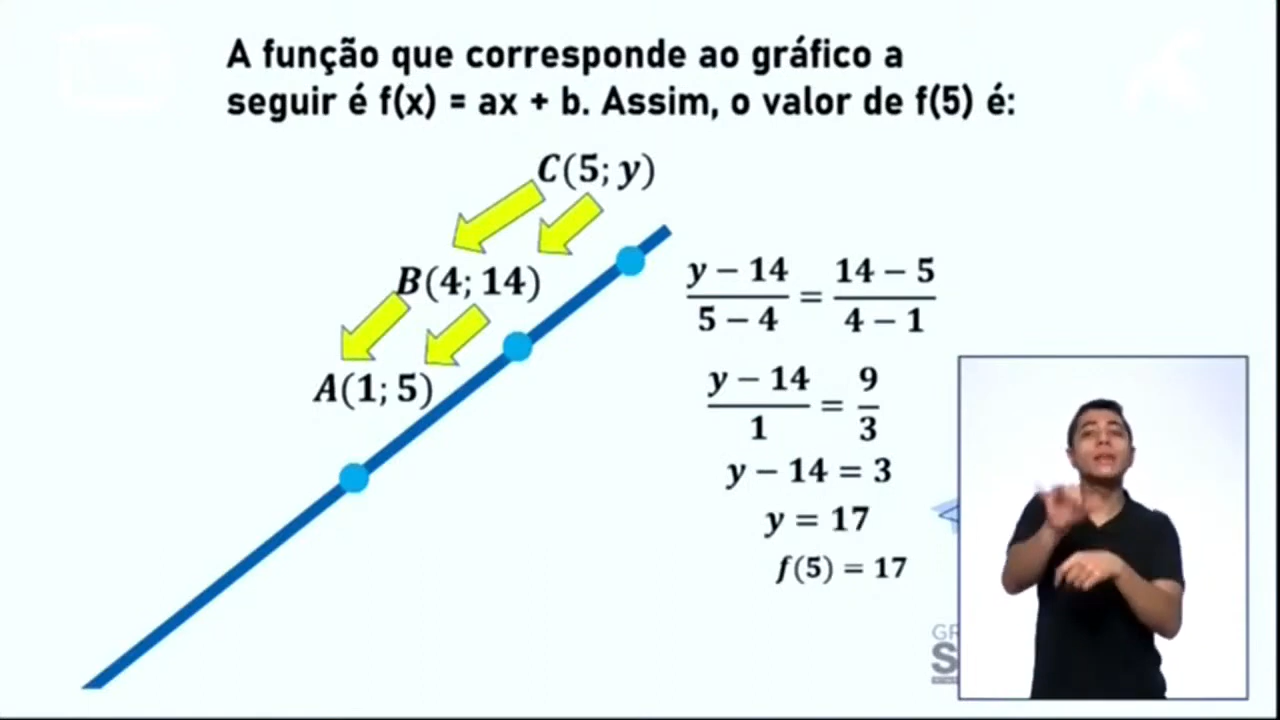 A função que corresponde ao gráfico a
seguir é f(x) = ax + b. Assim, o valor de f(5) é:
C(5; y)
B(4; 14)
A(1; 5)
y − 14 / 5 − 4 = 14 − 5 / 4 − 1
y − 14 / 1 = 9 / 3
y − 14 = 3
y = 17
f(5) = 17